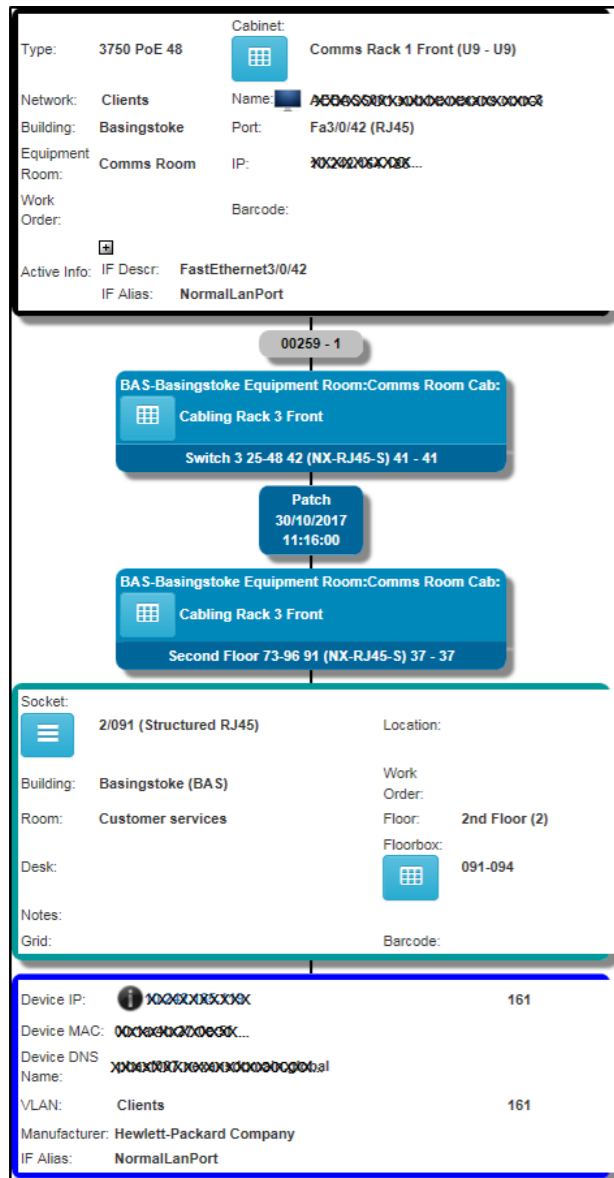 Cabinet:
Type: 3750 PoE 48 Comms Rack 1 Front (U9 - U9)
Network: Clients Name:
Building: Basingstoke Port: Fa3/0/42 (RJ45)
Equipment
Room: Comms Room IP:
Work
Order: Barcode:
Active Info: IF Descr: FastEthernet3/0/42
IF Alias: NormalLanPort
00259 - 1
BAS-Basingstoke Equipment Room:Comms Room Cab:
Cabling Rack 3 Front
Switch 3 25-48 42 (NX-RJ45-S) 41 - 41
Patch
30/10/2017
11:16:00
BAS-Basingstoke Equipment Room:Comms Room Cab:
Cabling Rack 3 Front
Second Floor 73-96 91 (NX-RJ45-S) 37 - 37
Socket:
2/091 (Structured RJ45) Location:
Building: Basingstoke (BAS) Work
Order:
Room: Customer services Floor: 2nd Floor (2)
Floorbox:
Desk: 091-094
Notes:
Grid: Barcode:
Device IP: 161
Device MAC:
Device DNS
Name:
VLAN: Clients 161
Manufacturer: Hewlett-Packard Company
IF Alias: NormalLanPort